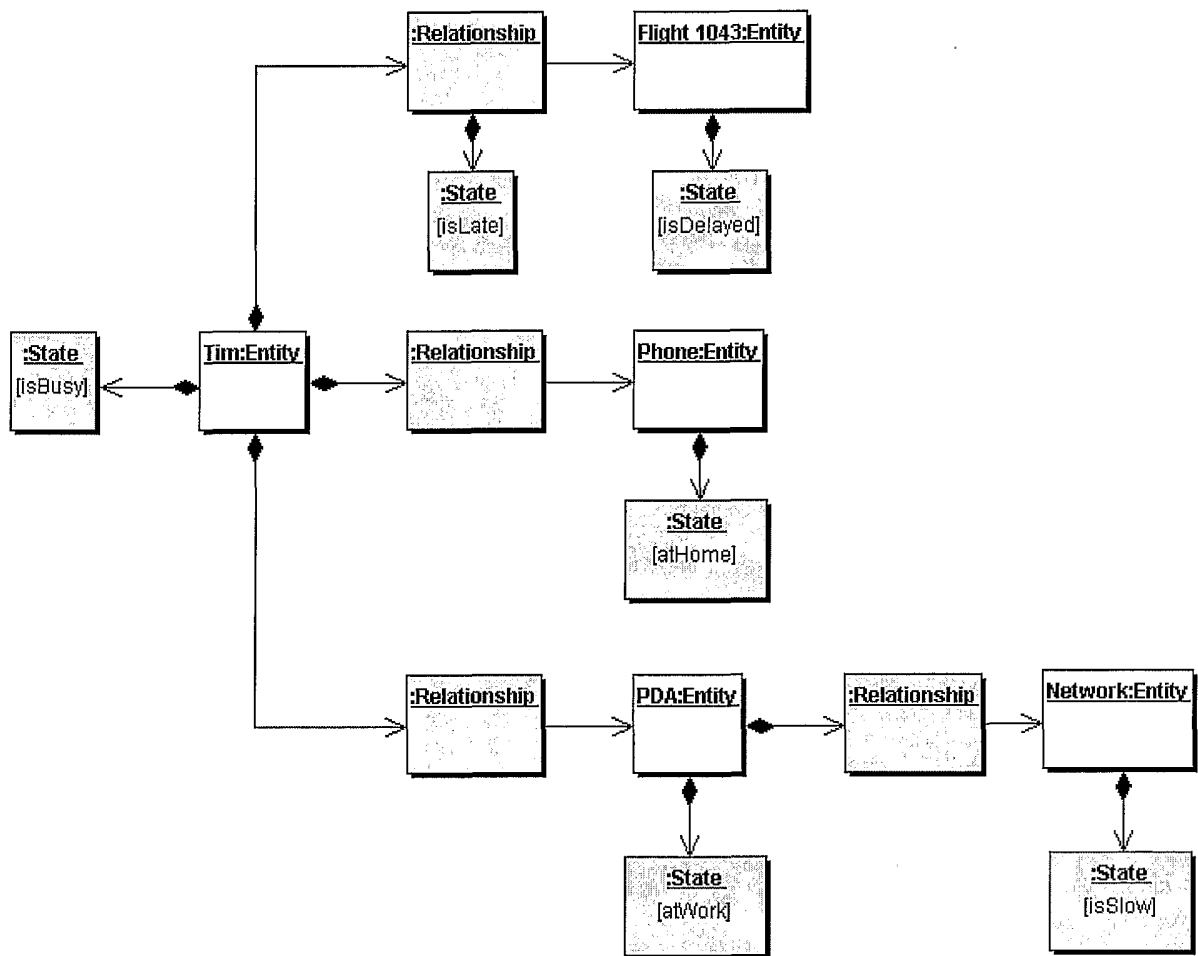 :Relationship
Flight 1043:Entity
:State
[isLate]
:State
[isDelayed]
:State
[isBusy]
Tim:Entity
:Relationship
Phone:Entity
:State
[atHome]
:Relationship
PDA:Entity
:Relationship
Network:Entity
:State
[atWork]
:State
[isSlow]